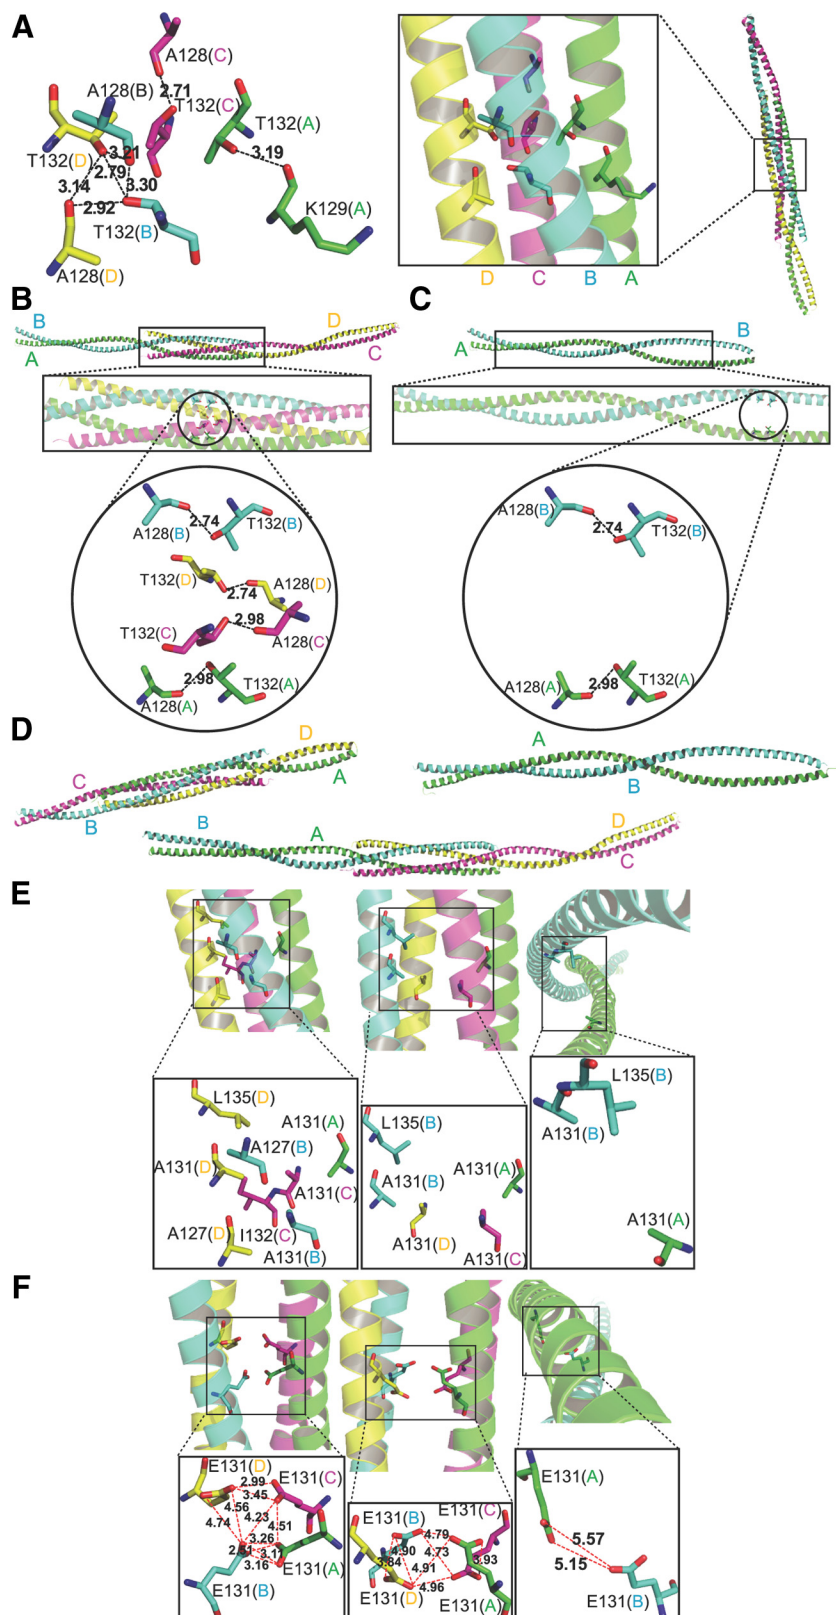 A
A128(C)
2.71
A128(B)
T132(C)
T132(A)
T132(D)
3.21
2.79
3.19
3.14
3.30
2.92
K129(A)
T132(B)
A128(D)
D C B A
B
B
A
D
C
2.74
A128(B)
T132(B)
T132(D)
2.74
A128(D)
T132(C)
2.98
A128(C)
2.98
A128(A)
T132(A)
C
A
B
A128(B)
2.74
T132(B)
A128(A)
2.98
T132(A)
D
C
B
D
A
A
B
B
A
D
C
E
L135(D)
A131(A)
A127(B)
A131(D)
A131(C)
A127(D)
I132(C)
A131(B)
L135(B)
A131(B)
A131(A)
A131(D)
A131(C)
L135(B)
A131(B)
A131(A)
F
E131(D)
2.99
E131(C)
3.45
4.56
4.74
4.23
4.51
3.26
3.11
3.16
E131(A)
E131(B)
E131(C)
E131(B)
4.79
4.90
4.73
3.84
4.91
3.93
4.96
E131(D)
E131(A)
E131(A)
5.57
5.15
E131(B)